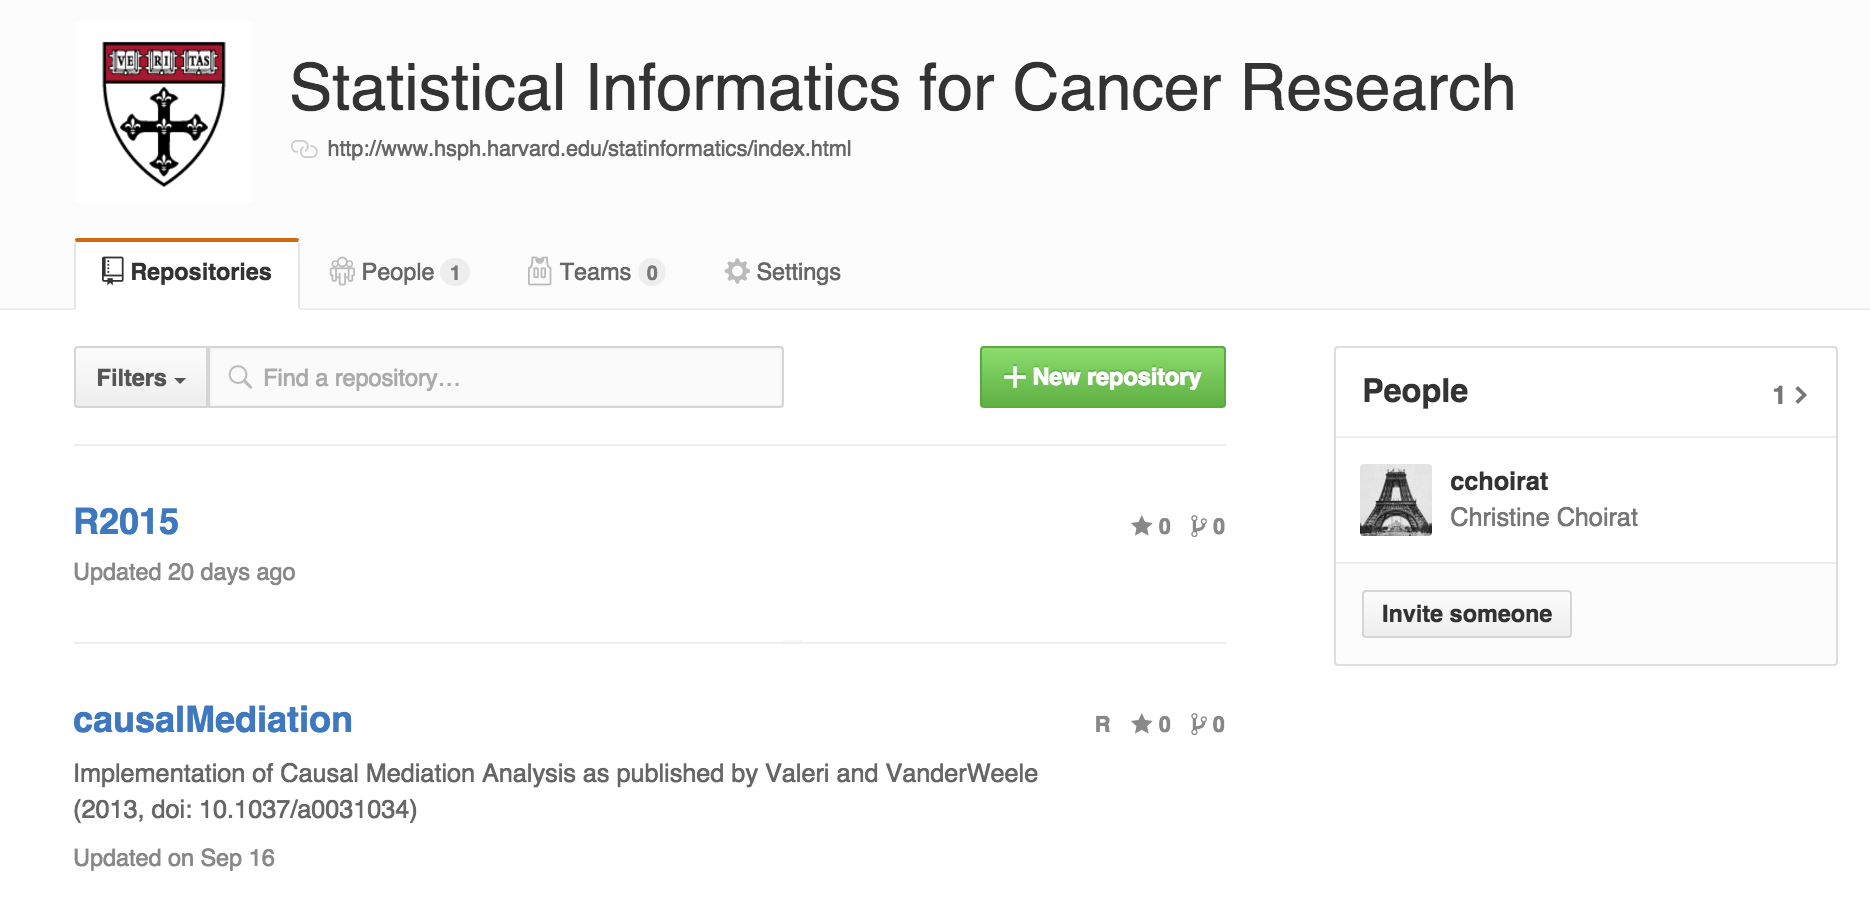 VE RI TAS
Statistical Informatics for Cancer Research
http://www.hsph.harvard.edu/statinformatics/index.html
Repositories People 1 Teams 0 Settings
Filters Find a repository… + New repository
People 1
R2015 0 0
Updated 20 days ago
cchoirat
Christine Choirat
Invite someone
causalMediation R 0 0
Implementation of Causal Mediation Analysis as published by Valeri and VanderWeele
(2013, doi: 10.1037/a0031034)
Updated on Sep 16